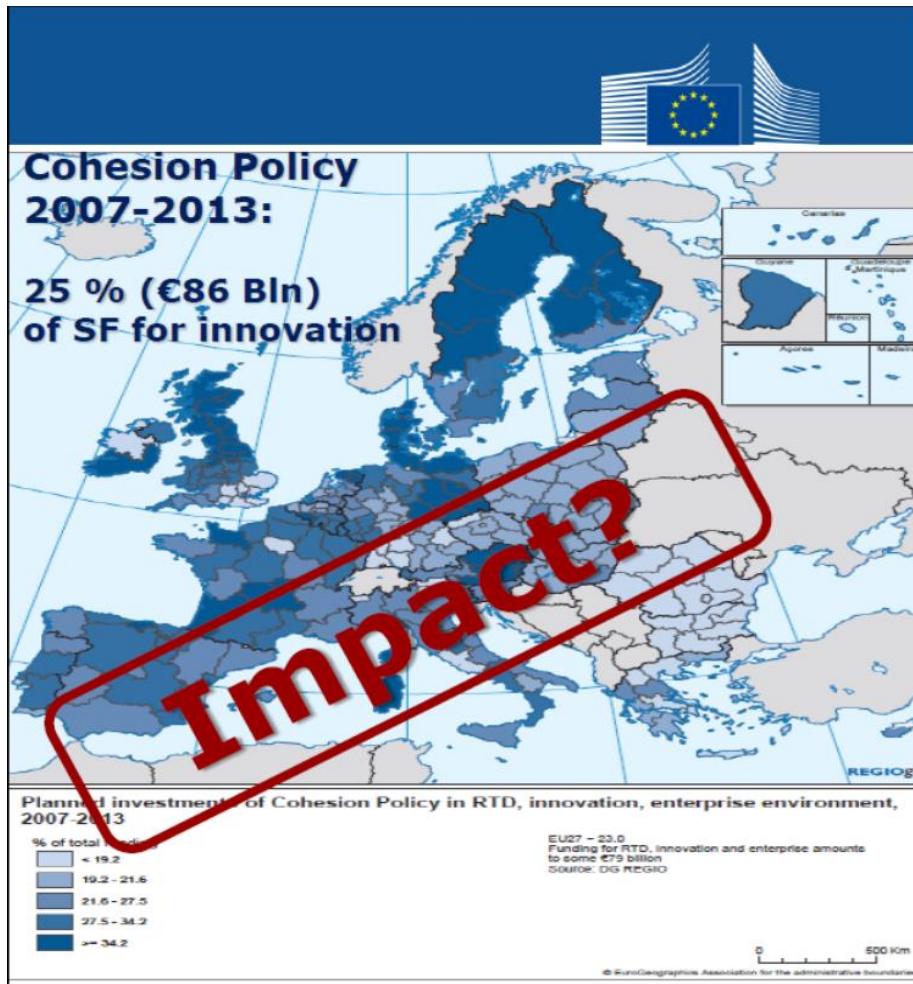 Cohesion Policy
2007-2013:
25 % (€86 Bln)
of SF for innovation
Canarias
Guyane
Guadeloupe
Martinique
Réunion
Açores
Madeira
Impact?
REGIOg
Planned investments of Cohesion Policy in RTD, innovation, enterprise environment,
2007-2013
% of total
< 19.2
19.2 - 21.6
21.6 - 27.5
27.5 - 34.2
>= 34.2
EU27 = 23.0
Funding for RTD, innovation and enterprise amounts
to some €79 billion
Source: DG REGIO
0 500 Km
© EuroGeographics Association for the administrative boundaries